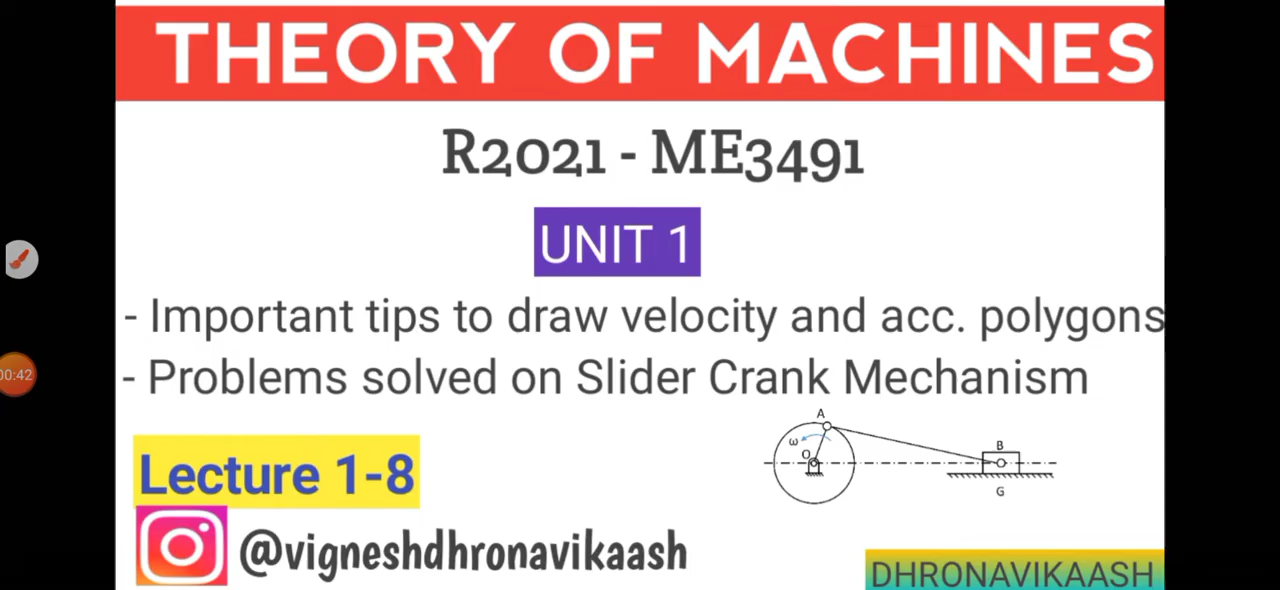 THEORY OF MACHINES
R2021 - ME3491
UNIT 1
- Important tips to draw velocity and acc. polygons
- Problems solved on Slider Crank Mechanism
A
ω
O
B
G
Lecture 1-8
@vigneshdhronavikaash
DHRONAVIKAASH
00:42